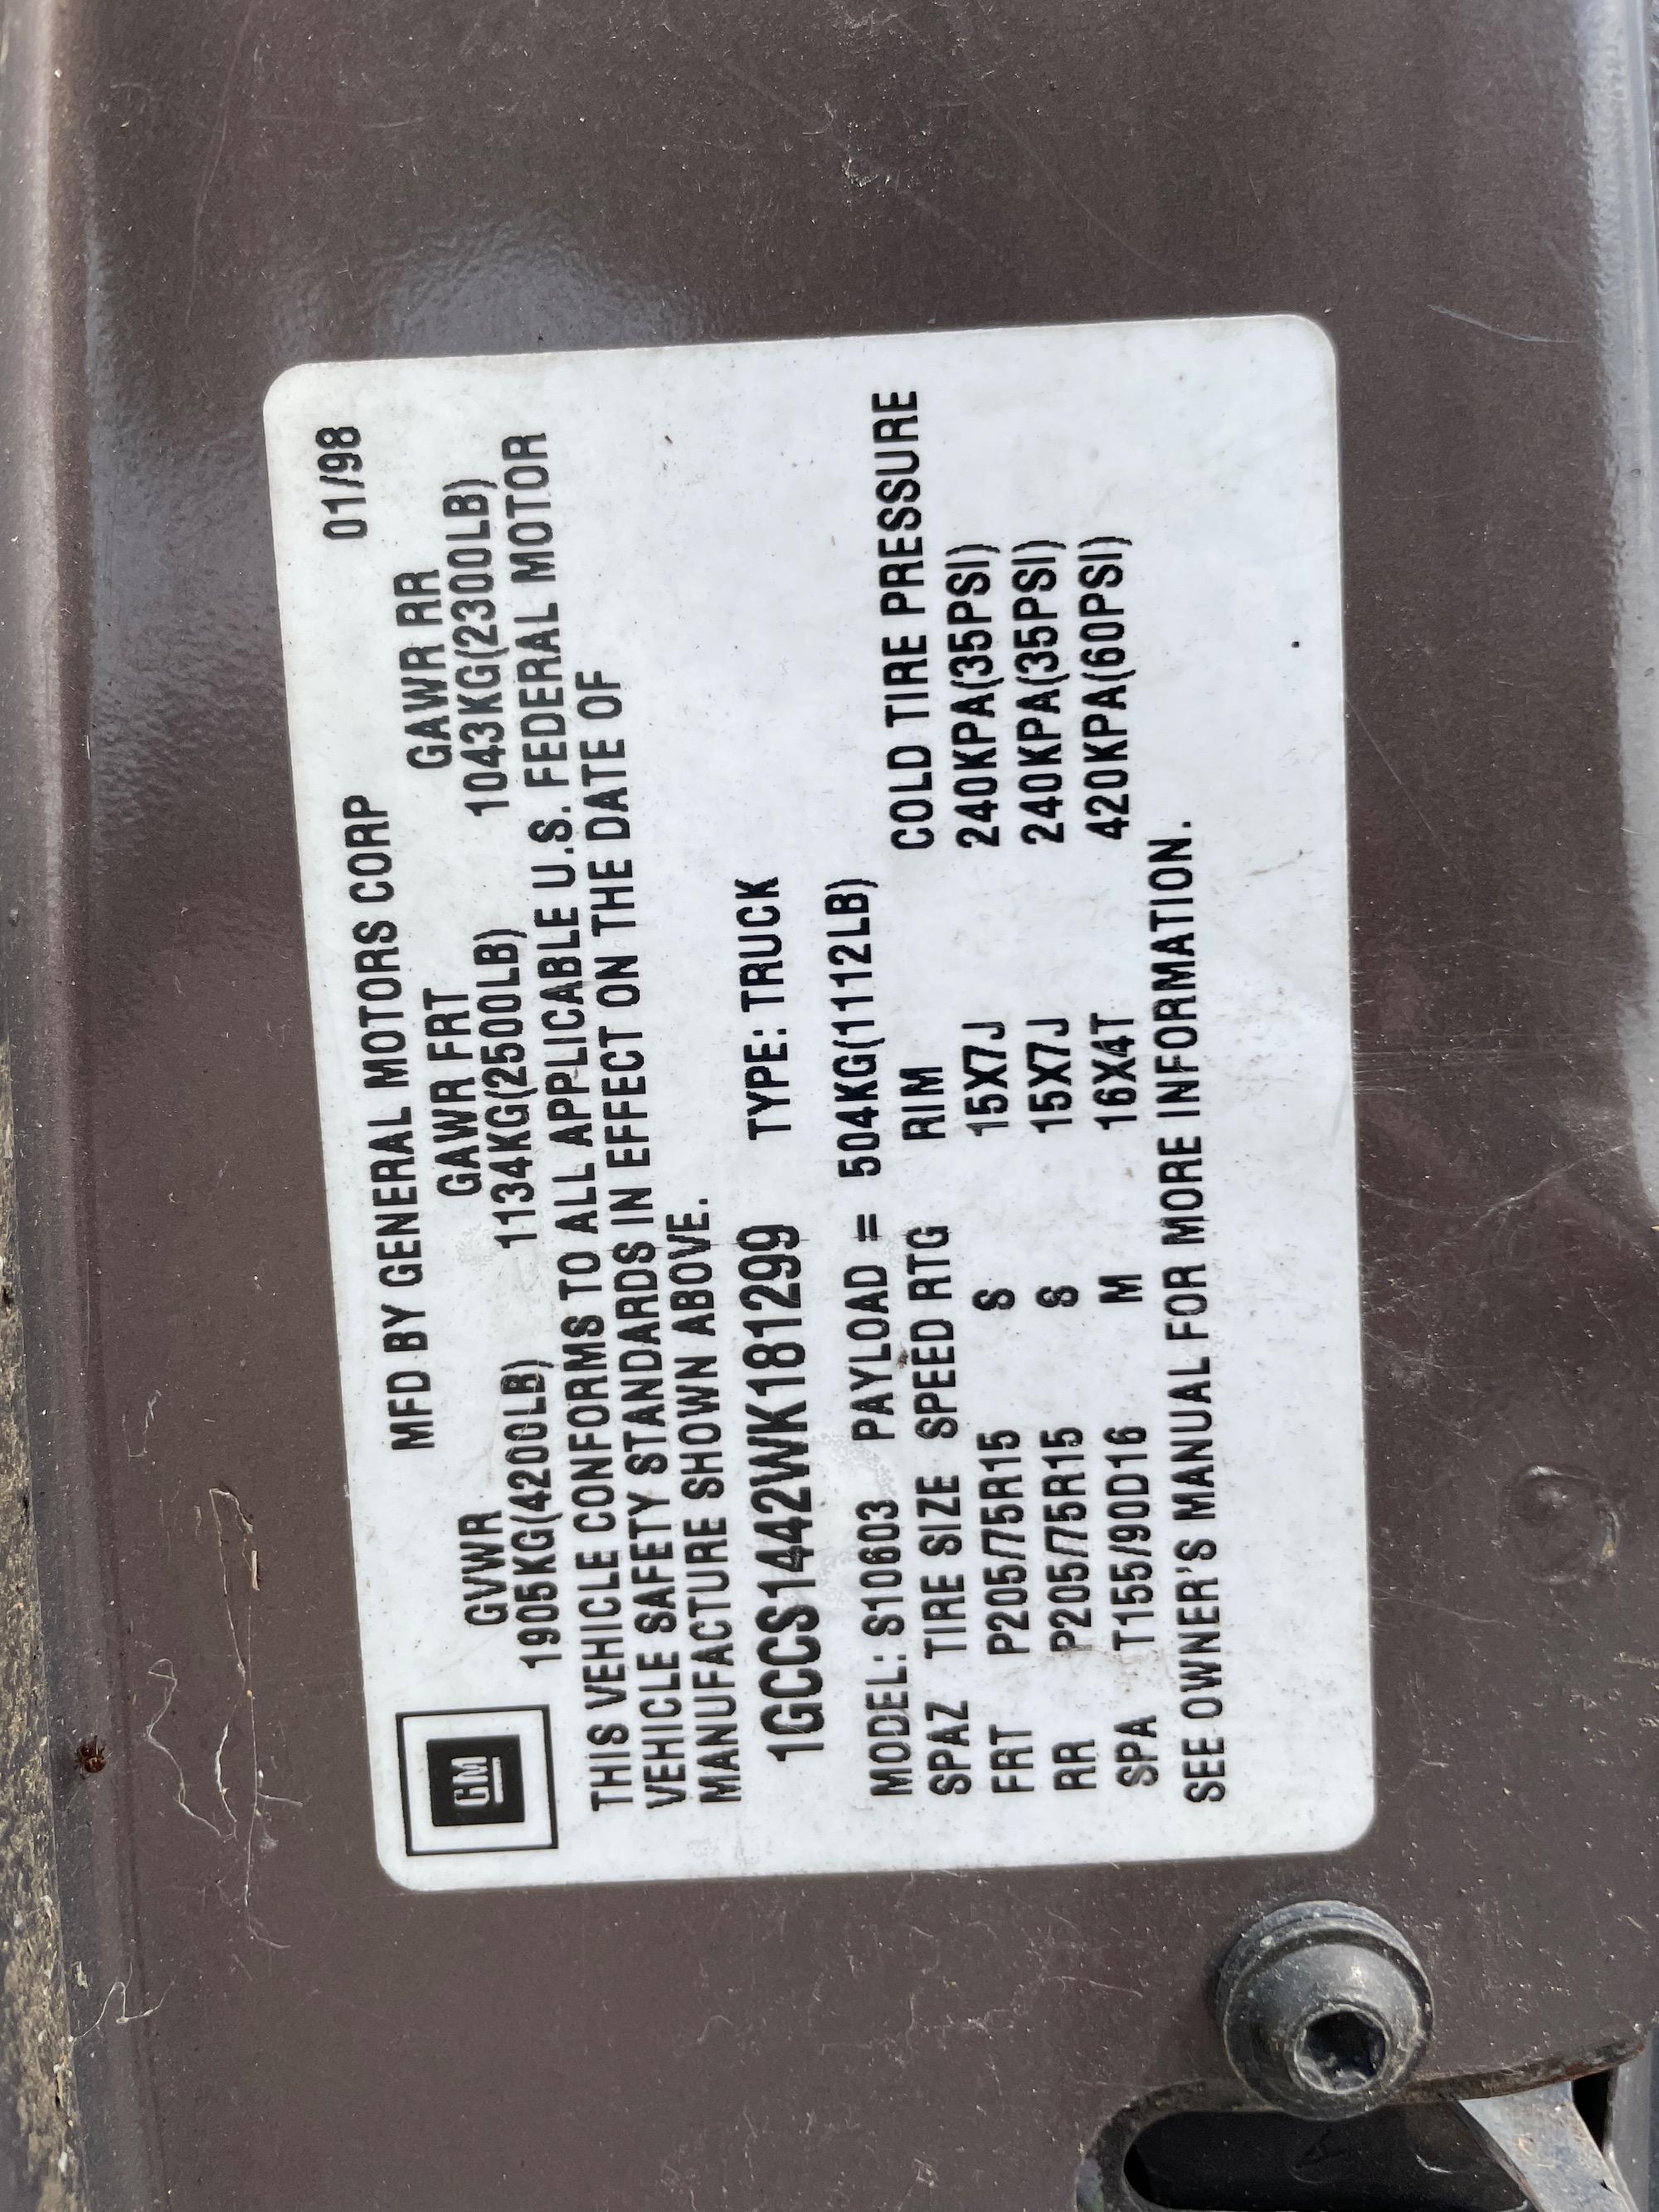 MFD BY GENERAL MOTORS CORP 01/98
GM
GVWR GAWR FRT GAWR RR
1905KG(4200LB) 1134KG(2500LB) 1043KG(2300LB)
THIS VEHICLE CONFORMS TO ALL APPLICABLE U.S. FEDERAL MOTOR
VEHICLE SAFETY STANDARDS IN EFFECT ON THE DATE OF
MANUFACTURE SHOWN ABOVE.
1GCCS1442WK181299 TYPE: TRUCK
MODEL: S10603 PAYLOAD = 504KG(1112LB)
SPAZ TIRE SIZE SPEED RTG RIM COLD TIRE PRESSURE
FRT P205/75R15 S 15X7J 240KPA(35PSI)
RR P205/75R15 S 15X7J 240KPA(35PSI)
SPA T155/90D16 M 16X4T 420KPA(60PSI)
SEE OWNER'S MANUAL FOR MORE INFORMATION.